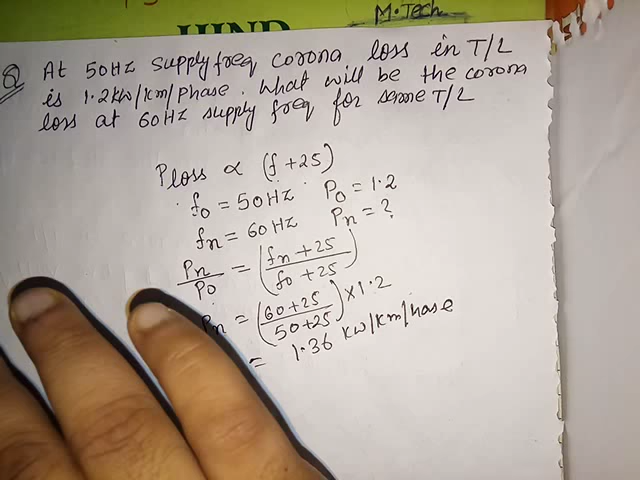 HIND
M.Tech
Q At 50Hz supply freq corona loss in T/L
is 1.2kw/km/phase. What will be the corona
loss at 60Hz supply freq for same T/L
Ploss ∝ (f+25)
f0 = 50Hz P0 = 1.2
fn = 60Hz Pn = ?
Pn/P0 = (fn+25/f0+25)
Pn = (60+25/50+25) × 1.2
= 1.36 kw/km/phase